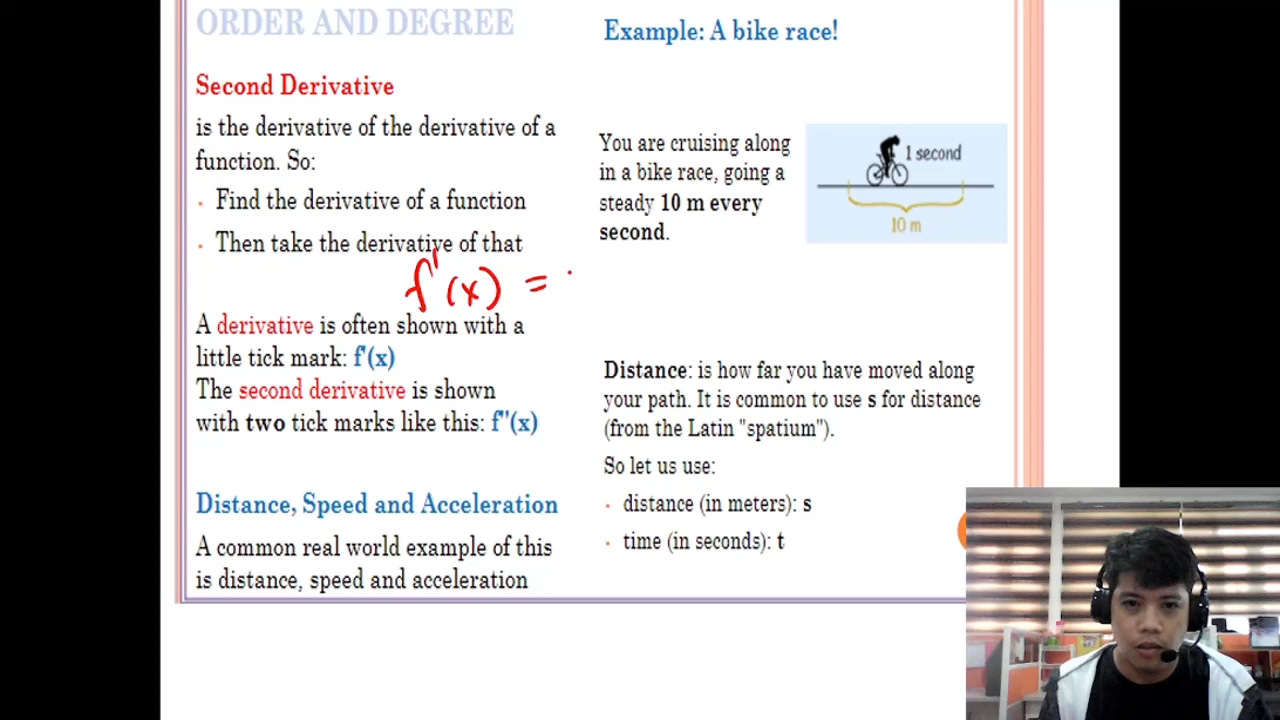 ORDER AND DEGREE
Second Derivative
is the derivative of the derivative of a
function. So:
· Find the derivative of a function
· Then take the derivative of that
f'(x) =
A derivative is often shown with a
little tick mark: f'(x)
The second derivative is shown
with two tick marks like this: f"(x)
Distance, Speed and Acceleration
A common real world example of this
is distance, speed and acceleration
Example: A bike race!
You are cruising along
in a bike race, going a
steady 10 m every
second.
1 second
10 m
Distance: is how far you have moved along
your path. It is common to use s for distance
(from the Latin "spatium").
So let us use:
· distance (in meters): s
· time (in seconds): t